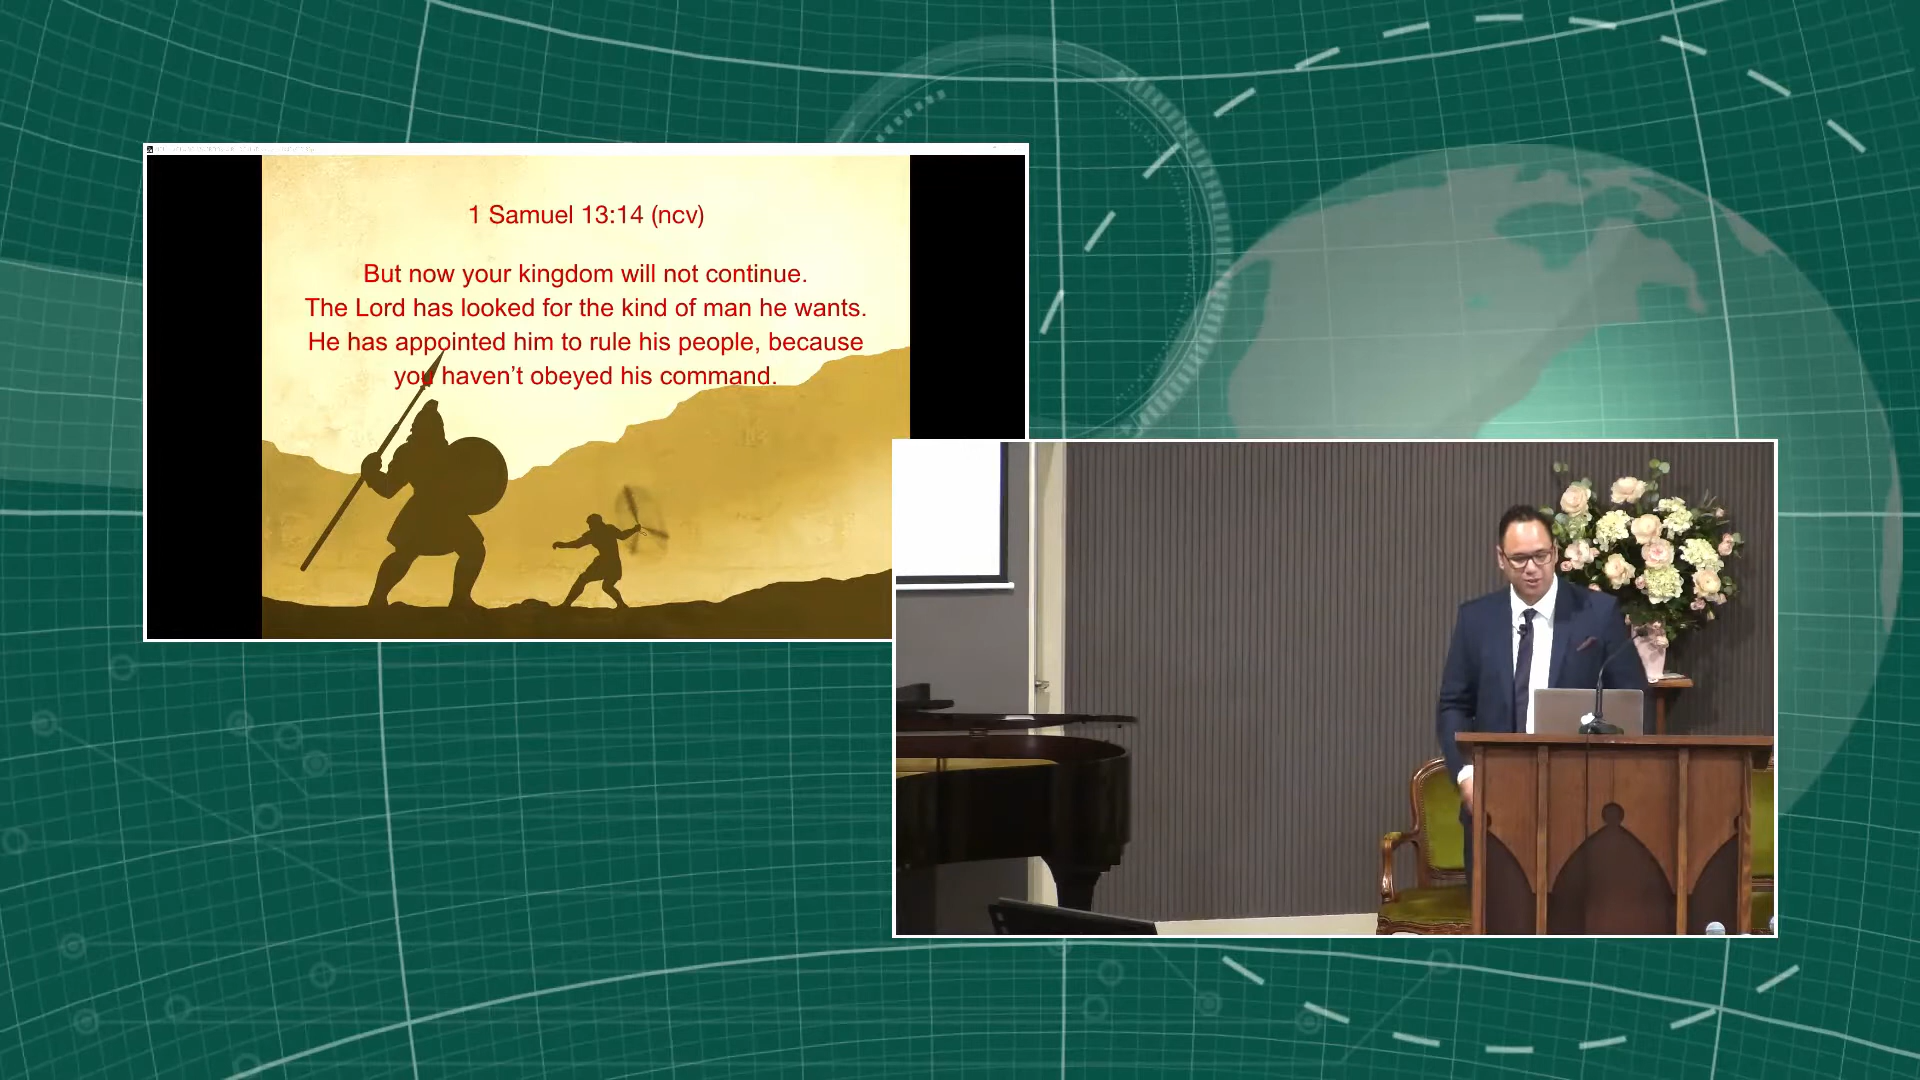 1 Samuel 13:14 (ncv)
But now your kingdom will not continue.
The Lord has looked for the kind of man he wants.
He has appointed him to rule his people, because
you haven’t obeyed his command.